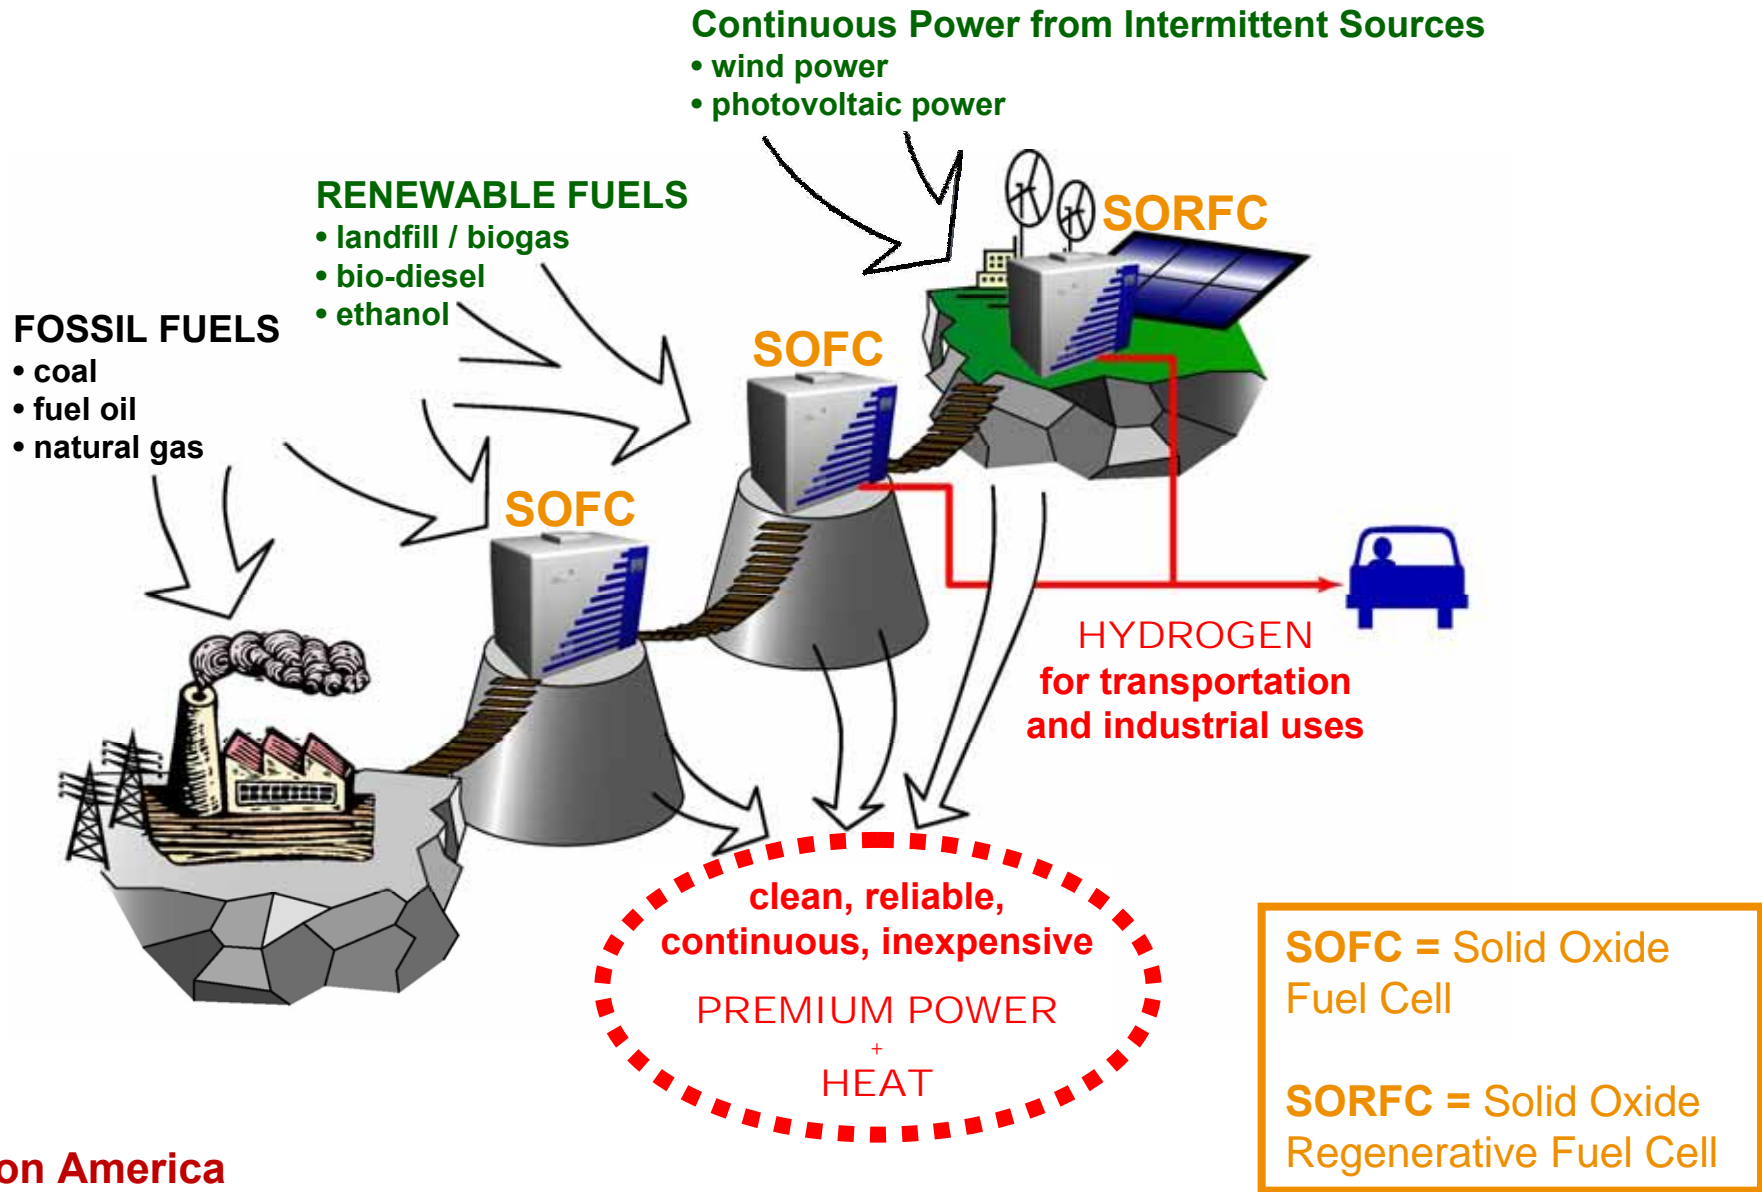 Continuous Power from Intermittent Sources
• wind power
• photovoltaic power
RENEWABLE FUELS
• landfill / biogas
• bio-diesel
• ethanol
SORFC
FOSSIL FUELS
• coal
• fuel oil
• natural gas
SOFC
SOFC
HYDROGEN
for transportation
and industrial uses
clean, reliable,
continuous, inexpensive
PREMIUM POWER
+
HEAT
SOFC = Solid Oxide
Fuel Cell
SORFC = Solid Oxide
Regenerative Fuel Cell
on America